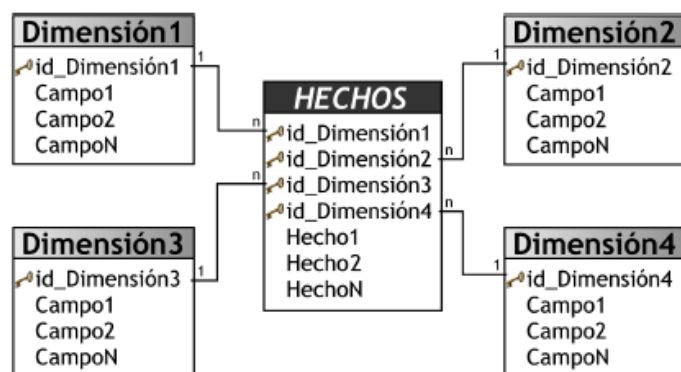 Dimensión1
id_Dimensión1
Campo1
Campo2
CampoN
1
Dimensión2
id_Dimensión2
Campo1
Campo2
CampoN
1
HECHOS
id_Dimensión1
id_Dimensión2
id_Dimensión3
id_Dimensión4
Hecho1
Hecho2
HechoN
n
n
n
n
Dimensión3
id_Dimensión3
Campo1
Campo2
CampoN
1
Dimensión4
id_Dimensión4
Campo1
Campo2
CampoN
1